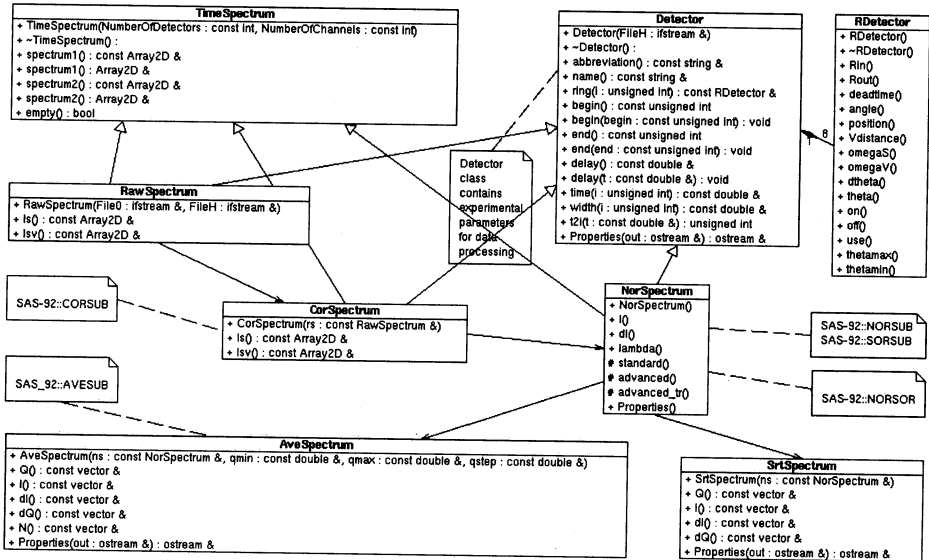 TimeSpectrum
+ TimeSpectrum(NumberOfDetectors : const int, NumberOfChannels : const int)
+ ~TimeSpectrum() :
+ spectrum1() : const Array2D &
+ spectrum1() : Array2D &
+ spectrum2() : const Array2D &
+ spectrum2() : Array2D &
+ empty() : bool
Detector
+ Detector(FileH : ifstream &)
+ ~Detector() :
+ abbreviation() : const string &
+ name() : const string &
+ ring(i : unsigned int) : const RDetector &
+ begin() : const unsigned int
+ begin(begin : const unsigned int) : void
+ end() : const unsigned int
+ end(end : const unsigned int) : void
+ delay() : const double &
+ delay(t : const double &) : void
+ time(i : unsigned int) : const double &
+ width(i : unsigned int) : const double &
+ t2i(t : const double &) : unsigned int
+ Properties(out : ostream &) : ostream &
RDetector
+ RDetector()
+ ~RDetector()
+ Rin()
+ Rout()
+ deadtime()
+ angle()
+ position()
+ Vdistance()
+ omegaS()
+ omegaV()
+ dtheta()
+ theta()
+ on()
+ off()
+ use()
+ thetamax()
+ thetamin()
8
Detector
class
contains
experimental
parameters
for data
processing
RawSpectrum
+ RawSpectrum(File0 : ifstream &, FileH : ifstream &)
+ Is() : const Array2D &
+ Isv() : const Array2D &
SAS-92::CORSUB
CorSpectrum
+ CorSpectrum(rs : const RawSpectrum &)
+ Is() : const Array2D &
+ Isv() : const Array2D &
NorSpectrum
+ NorSpectrum()
+ I()
+ dI()
+ lambda()
# standard()
# advanced()
# advanced_tr()
+ Properties()
SAS-92::NORSUB
SAS-92::SORSUB
SAS_92::AVESUB
SAS-92::NORSOR
AveSpectrum
+ AveSpectrum(ns : const NorSpectrum &, qmin : const double &, qmax : const double &, qstep : const double &)
+ Q() : const vector &
+ I() : const vector &
+ dI() : const vector &
+ dQ() : const vector &
+ N() : const vector &
+ Properties(out : ostream &) : ostream &
SrtSpectrum
+ SrtSpectrum(ns : const NorSpectrum &)
+ Q() : const vector &
+ I() : const vector &
+ dI() : const vector &
+ dQ() : const vector &
+ Properties(out : ostream &) : ostream &